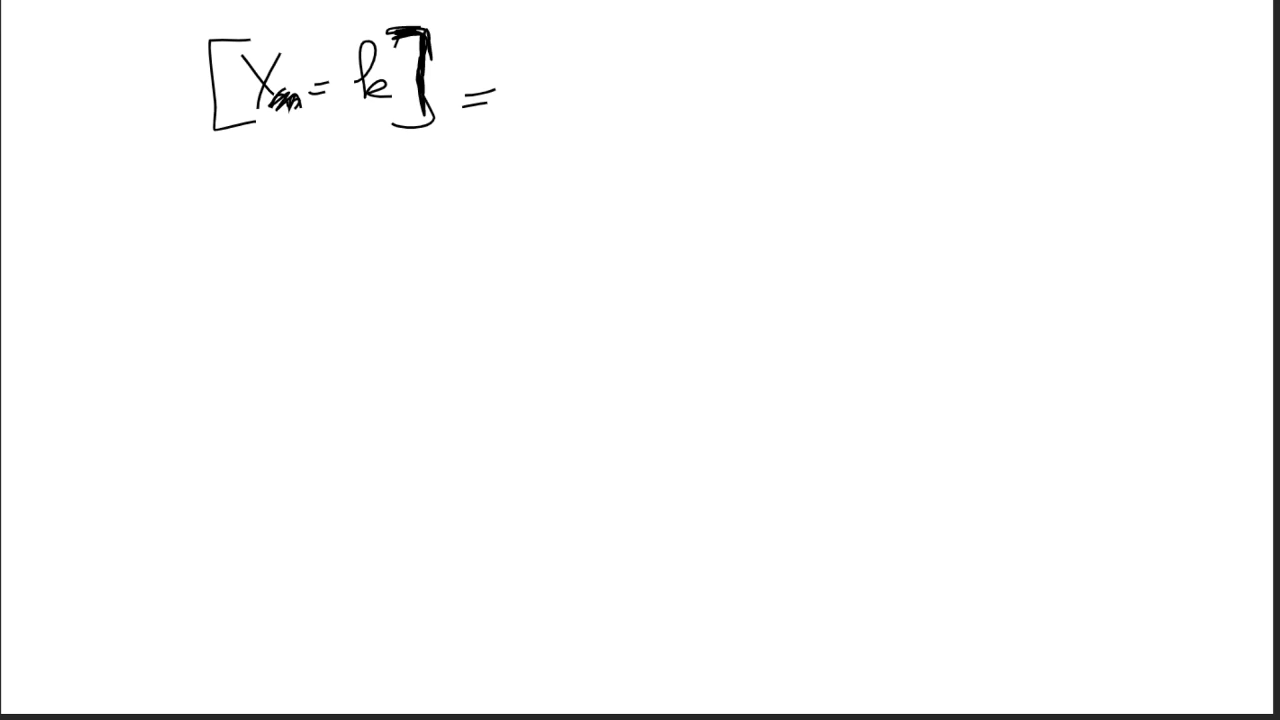 [X = k] =